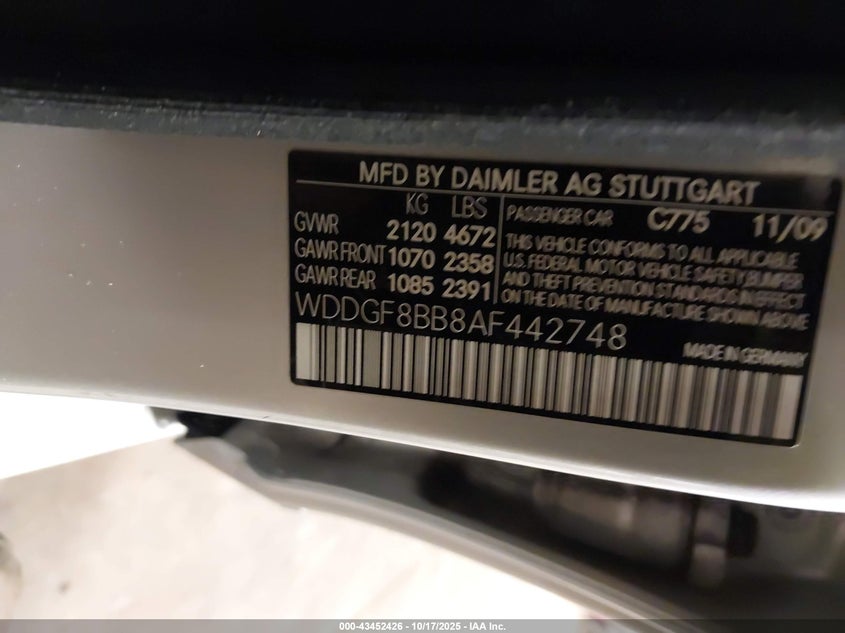 MFD BY DAIMLER AG STUTTGART
KG LBS
GVWR 2120 4672
GAWR FRONT 1070 2358
GAWR REAR 1085 2391
PASSENGER CAR C775 11/09
THIS VEHICLE CONFORMS TO ALL APPLICABLE
U.S. FEDERAL MOTOR VEHICLE SAFETY, BUMPER
AND THEFT PREVENTION STANDARDS IN EFFECT
ON THE DATE OF MANUFACTURE SHOWN ABOVE
WDDGF8BB8AF442748
MADE IN GERMANY
000-43452426 - 10/17/2025 - IAA Inc.